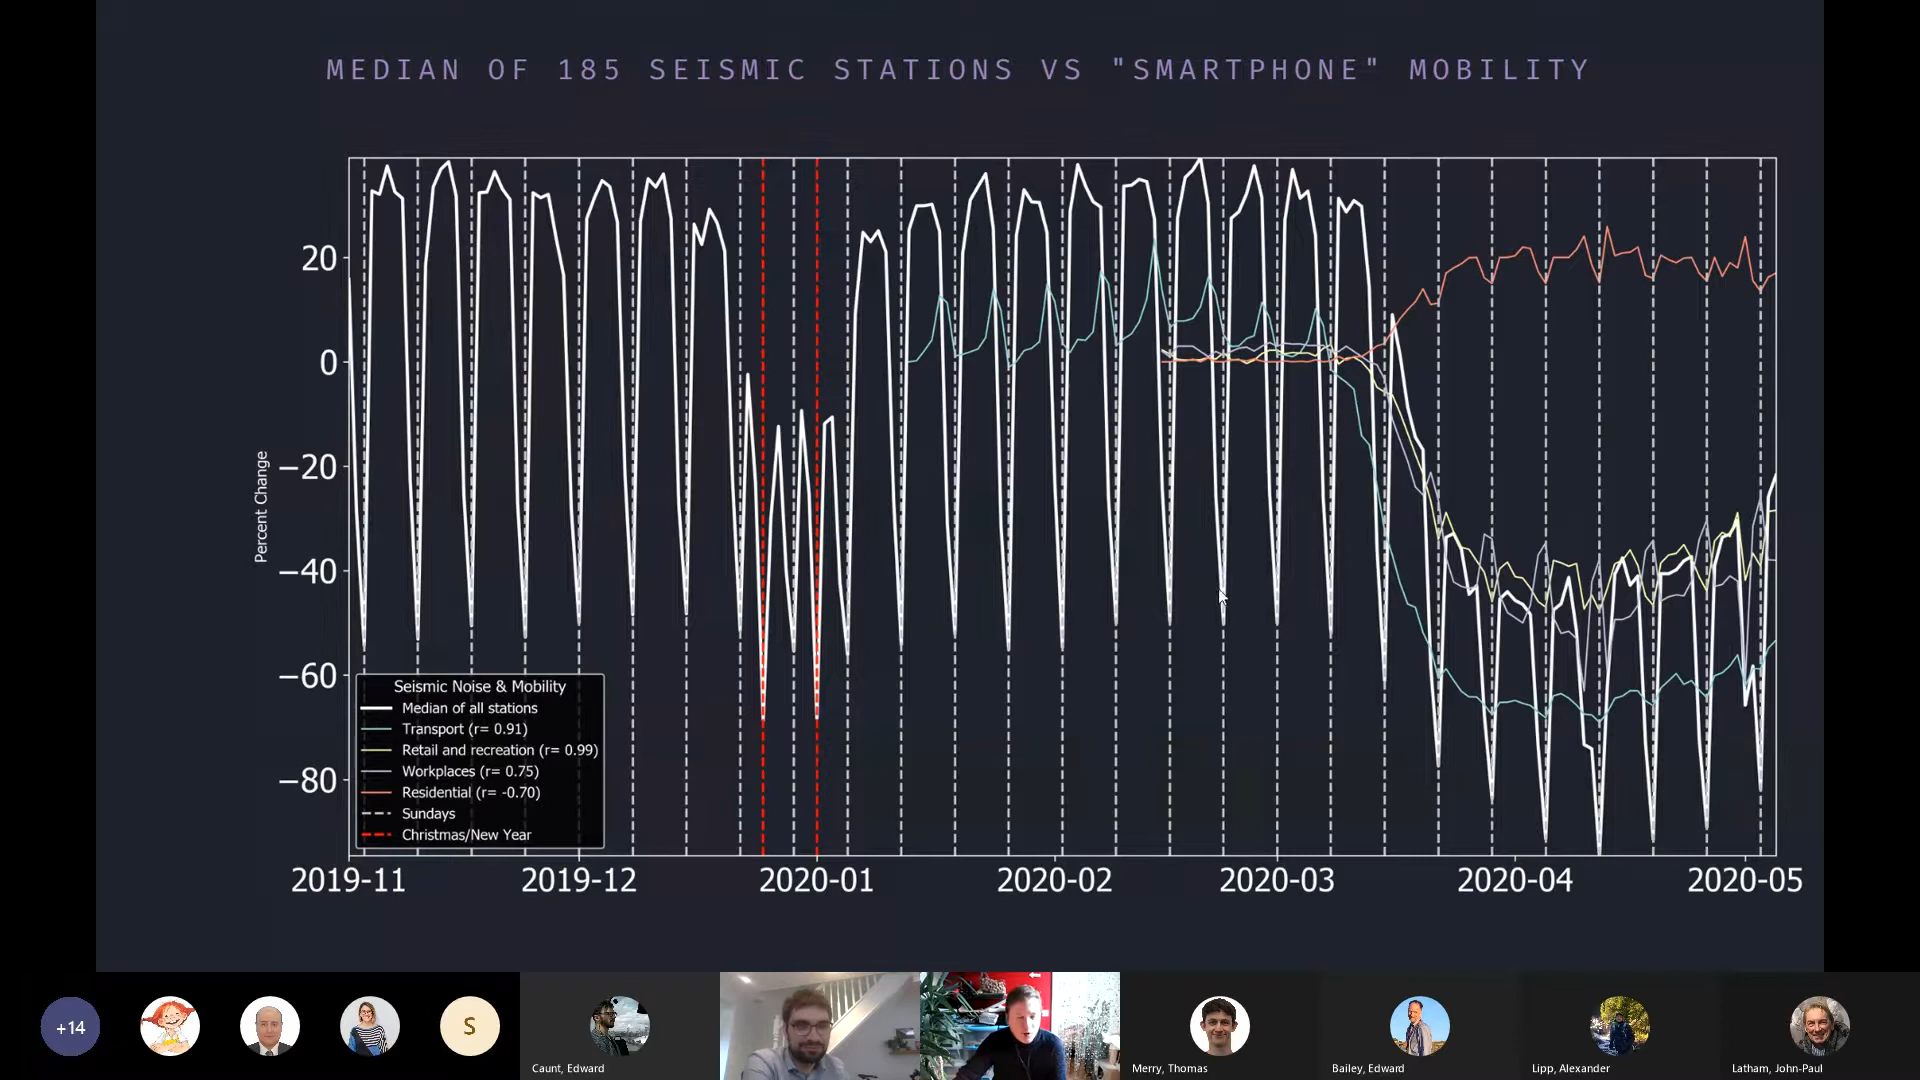 MEDIAN OF 185 SEISMIC STATIONS VS "SMARTPHONE" MOBILITY
20
0
−20
−40
−60
−80
Percent Change
Seismic Noise & Mobility
Median of all stations
Transport (r= 0.91)
Retail and recreation (r= 0.99)
Workplaces (r= 0.75)
Residential (r= -0.70)
Sundays
Christmas/New Year
2019-11 2019-12 2020-01 2020-02 2020-03 2020-04 2020-05
+14 S
Caunt, Edward Merry, Thomas Bailey, Edward Lipp, Alexander Latham, John-Paul